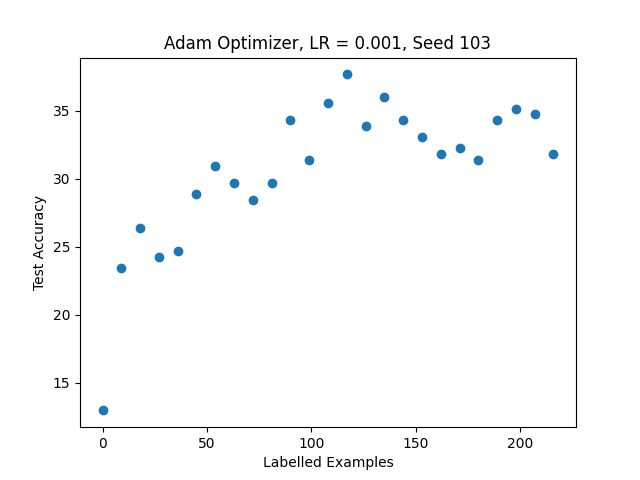 Adam Optimizer, LR = 0.001, Seed 103
35
30
25
20
15
Test Accuracy
0 50 100 150 200
Labelled Examples